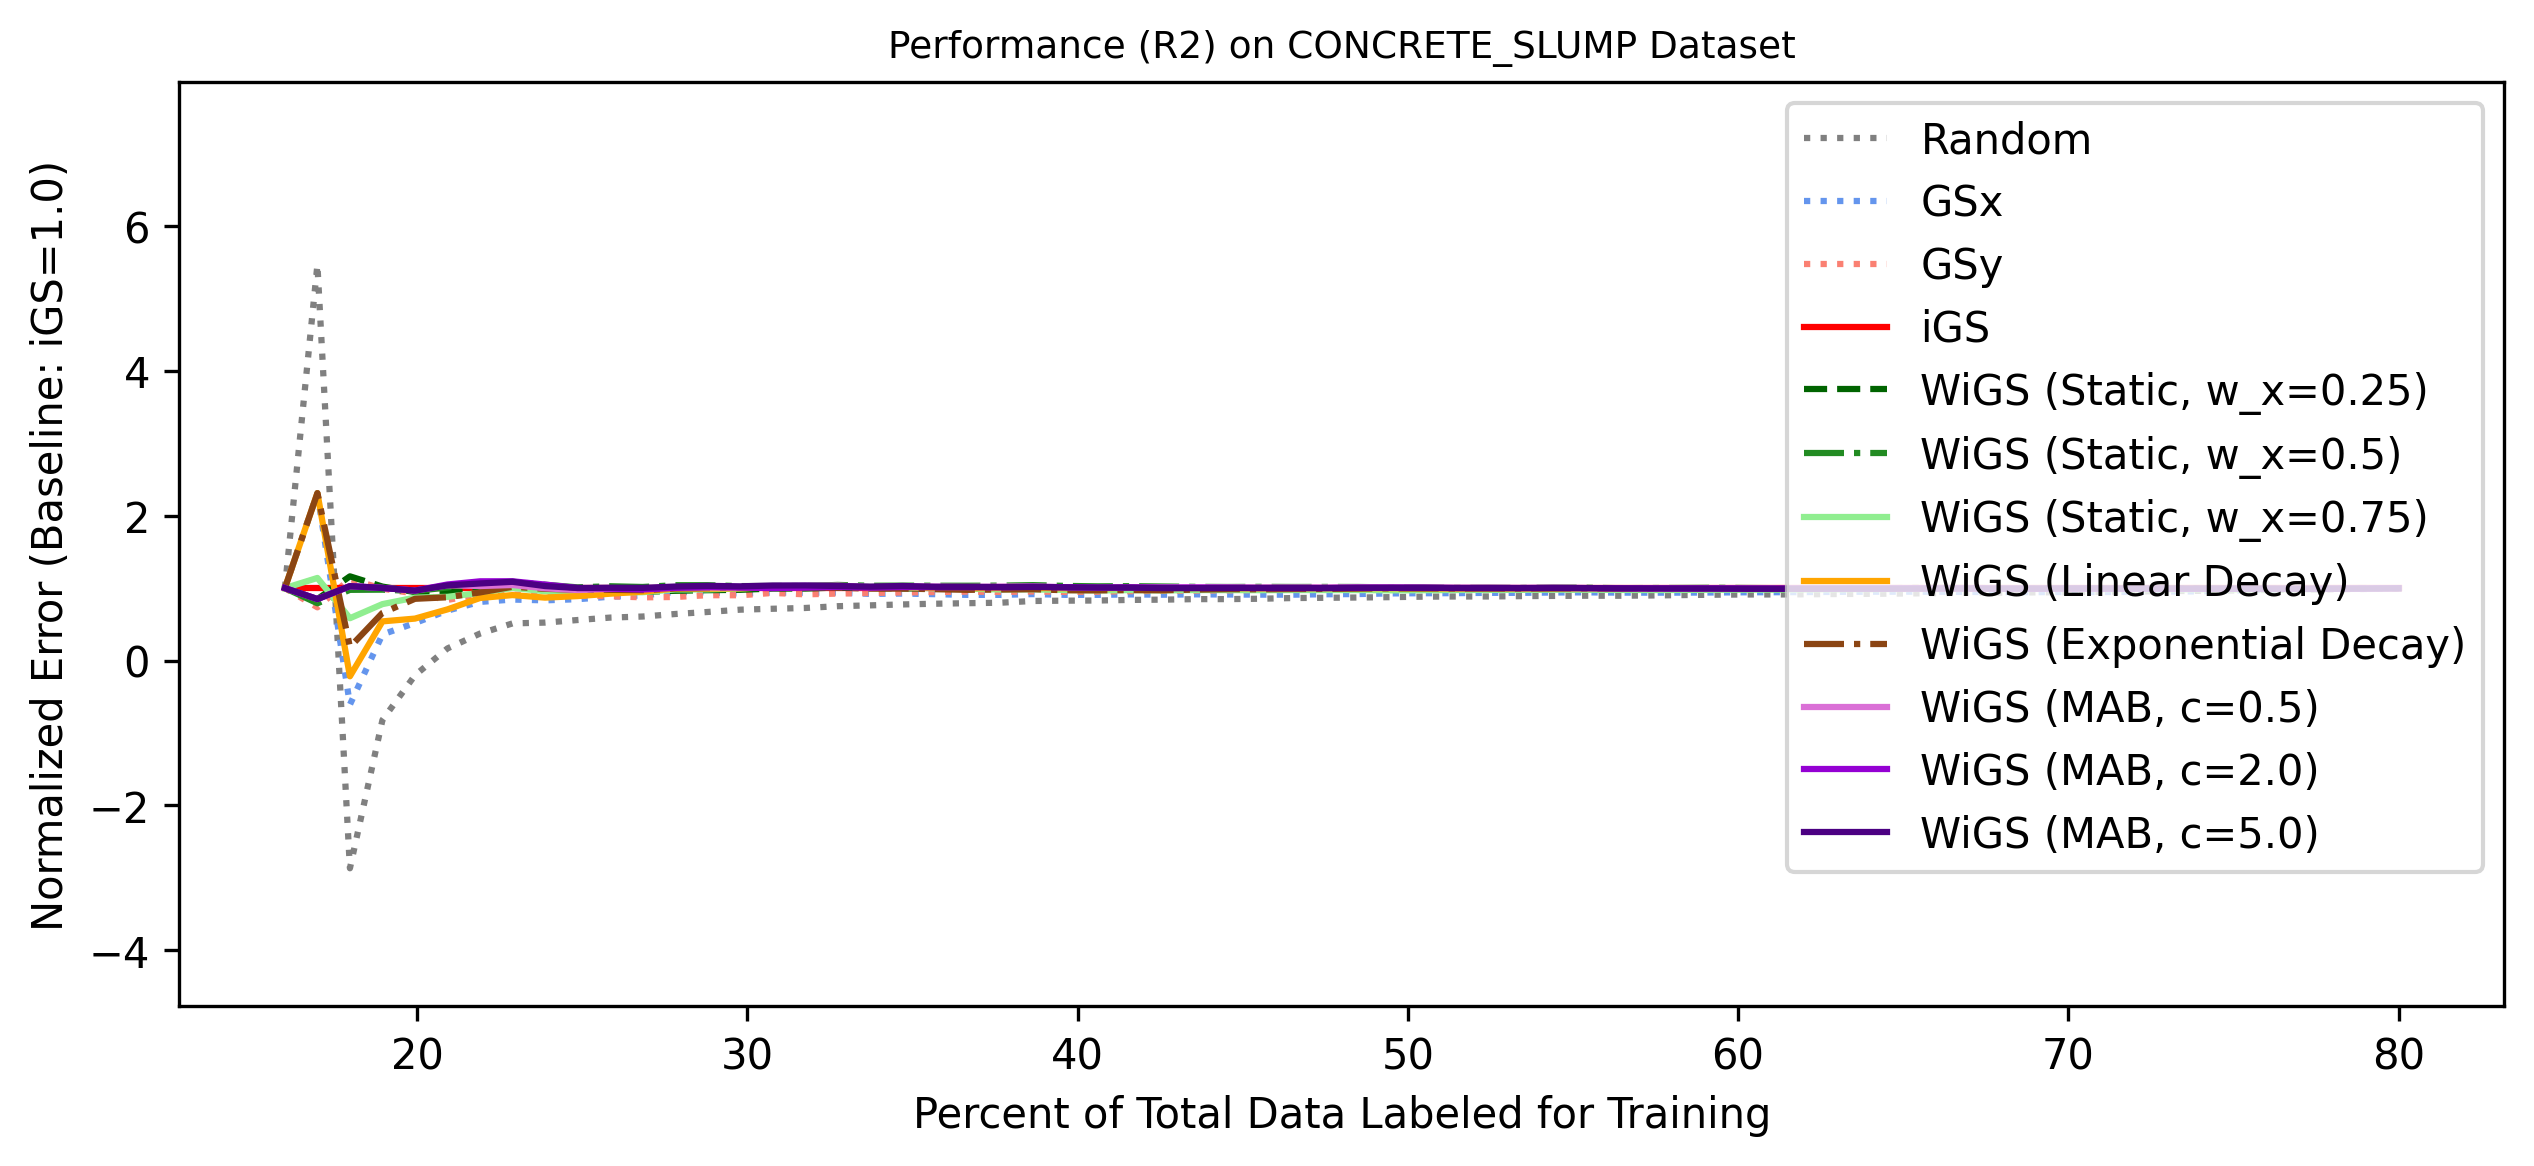 Performance (R2) on CONCRETE_SLUMP Dataset
Normalized Error (Baseline: iGS=1.0)
6
4
2
0
−2
−4
Random
GSx
GSy
iGS
WiGS (Static, w_x=0.25)
WiGS (Static, w_x=0.5)
WiGS (Static, w_x=0.75)
WiGS (Linear Decay)
WiGS (Exponential Decay)
WiGS (MAB, c=0.5)
WiGS (MAB, c=2.0)
WiGS (MAB, c=5.0)
20 30 40 50 60 70 80
Percent of Total Data Labeled for Training